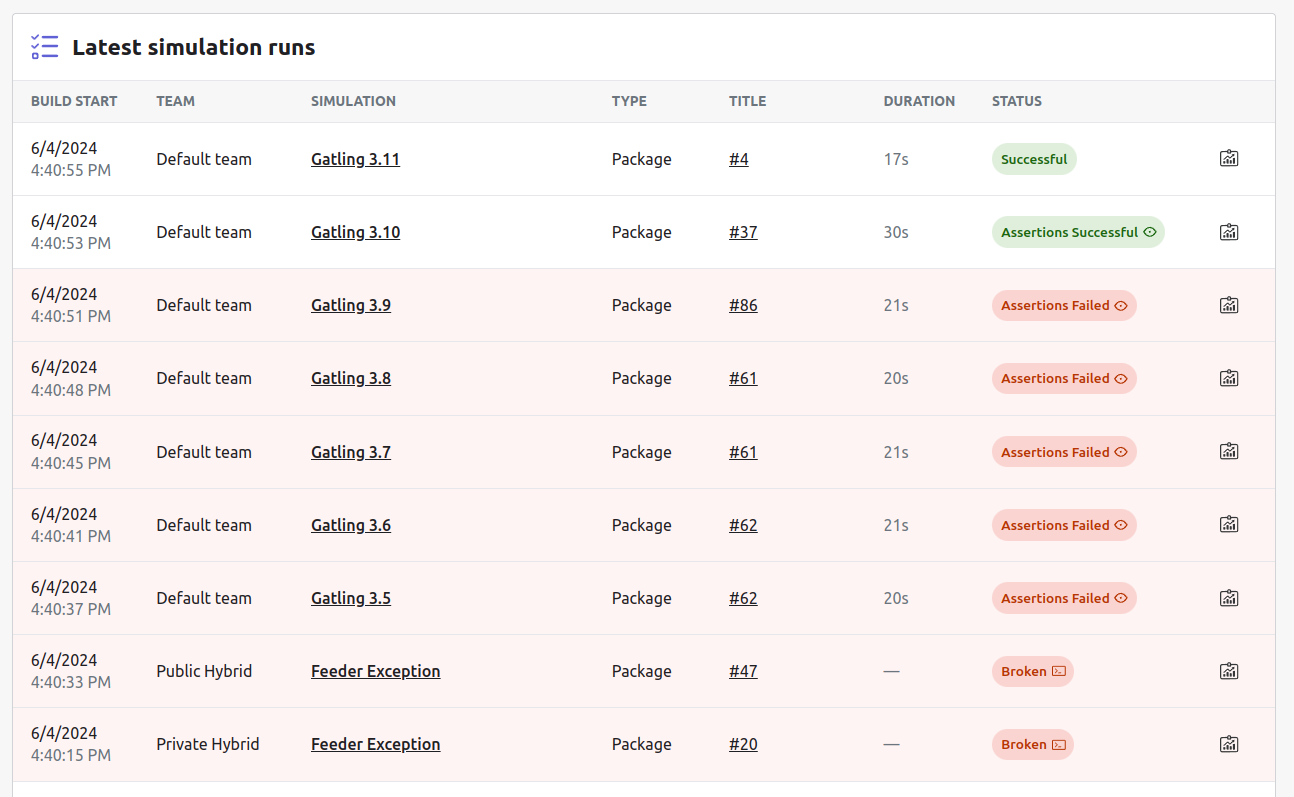 Latest simulation runs
BUILD START TEAM SIMULATION TYPE TITLE DURATION STATUS
6/4/2024
4:40:55 PM Default team Gatling 3.11 Package #4 17s Successful
6/4/2024
4:40:53 PM Default team Gatling 3.10 Package #37 30s Assertions Successful
6/4/2024
4:40:51 PM Default team Gatling 3.9 Package #86 21s Assertions Failed
6/4/2024
4:40:48 PM Default team Gatling 3.8 Package #61 20s Assertions Failed
6/4/2024
4:40:45 PM Default team Gatling 3.7 Package #61 21s Assertions Failed
6/4/2024
4:40:41 PM Default team Gatling 3.6 Package #62 21s Assertions Failed
6/4/2024
4:40:37 PM Default team Gatling 3.5 Package #62 20s Assertions Failed
6/4/2024
4:40:33 PM Public Hybrid Feeder Exception Package #47 — Broken
6/4/2024
4:40:15 PM Private Hybrid Feeder Exception Package #20 — Broken